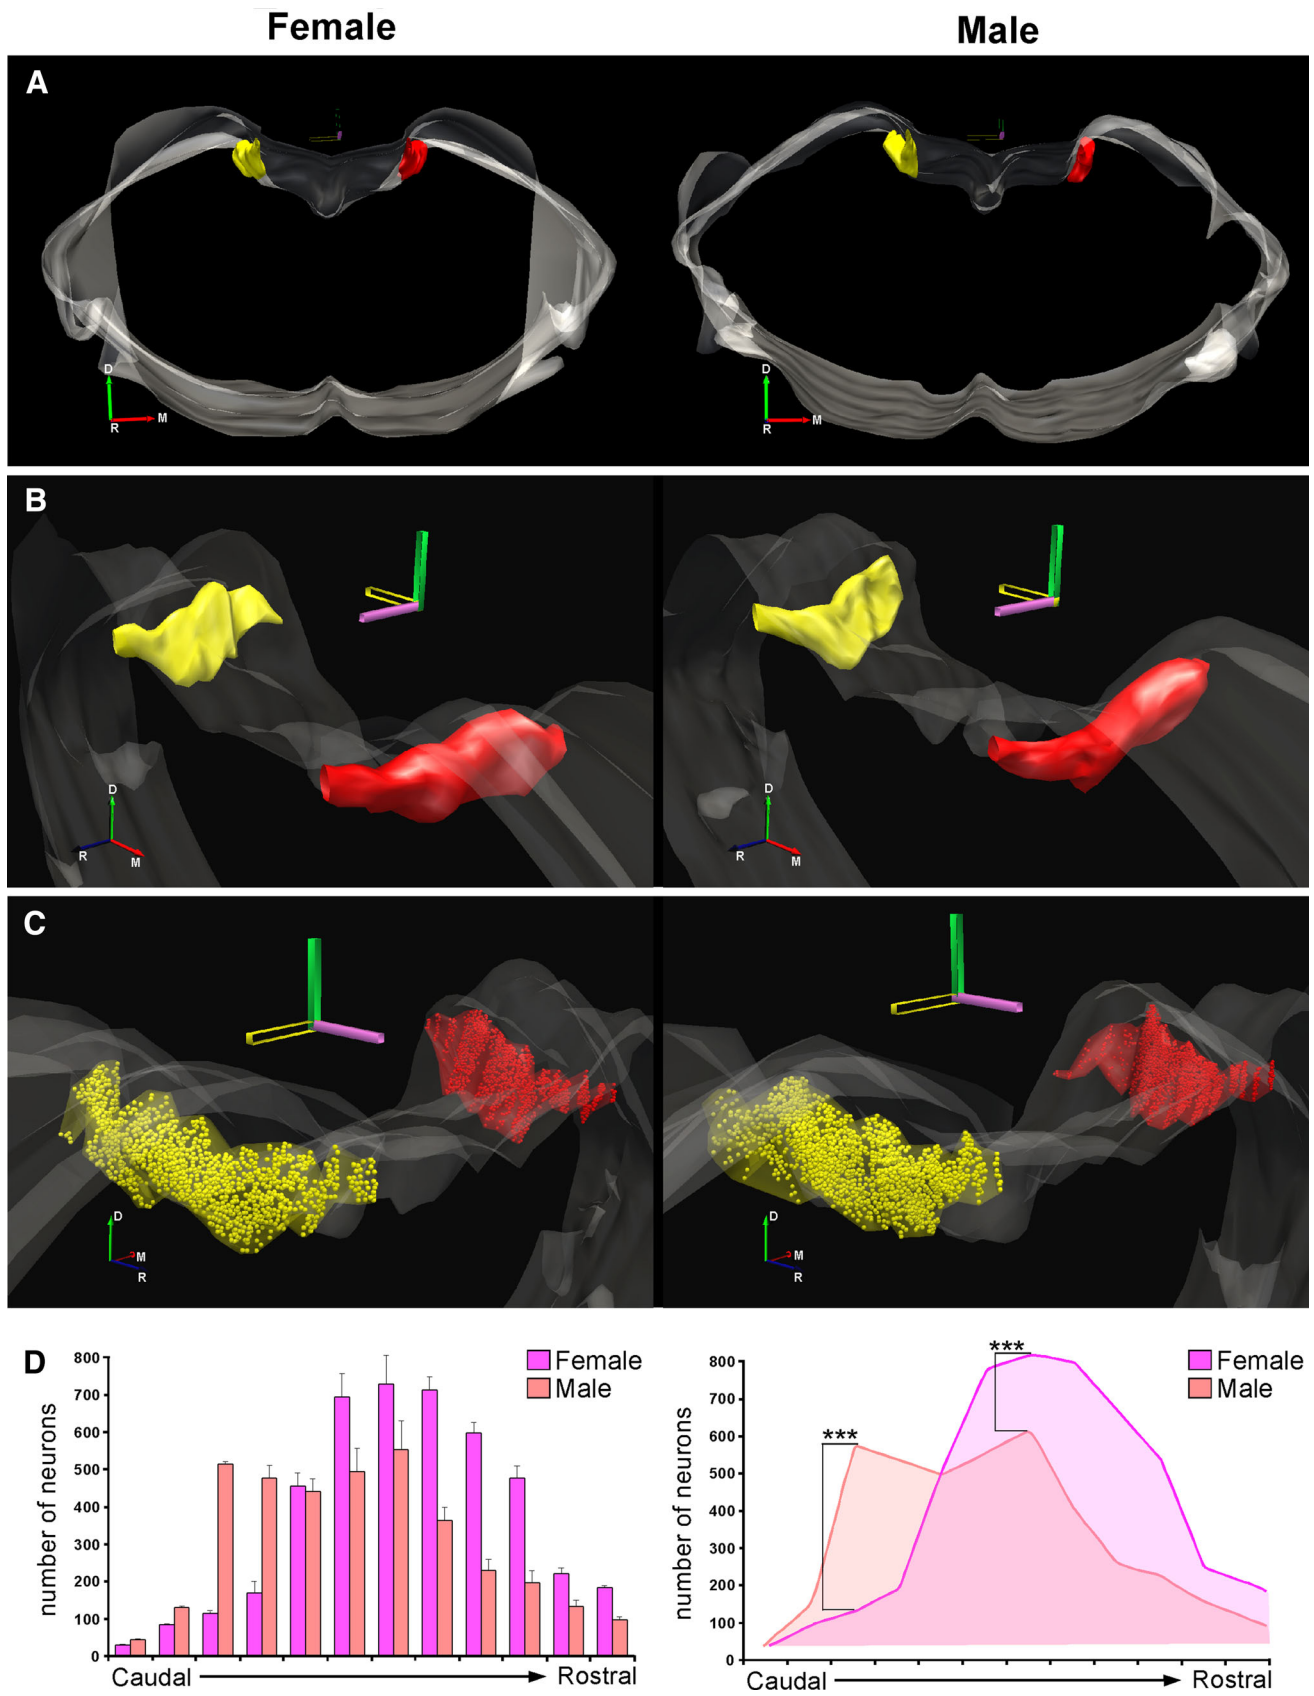 Female Male
A
D
R M
D
R M
B
D
R M
D
R M
C
D
M
R
D
M
R
D
800
700
600
500
400
300
200
100
0
number of neurons
Female
Male
Caudal Rostral
800
700
600
500
400
300
200
100
0
number of neurons
***
***
Female
Male
Caudal Rostral